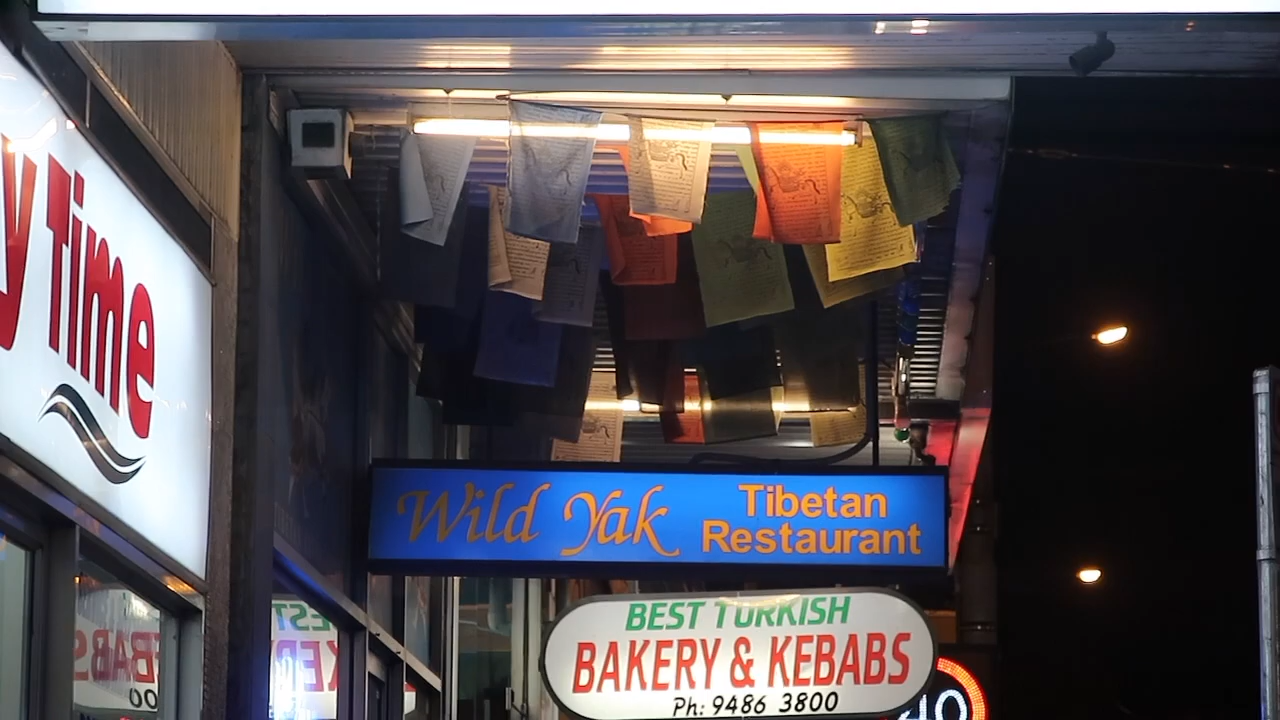 y Time
Wild Yak
Tibetan
Restaurant
BEST TURKISH
BAKERY & KEBABS
Ph: 9486 3800